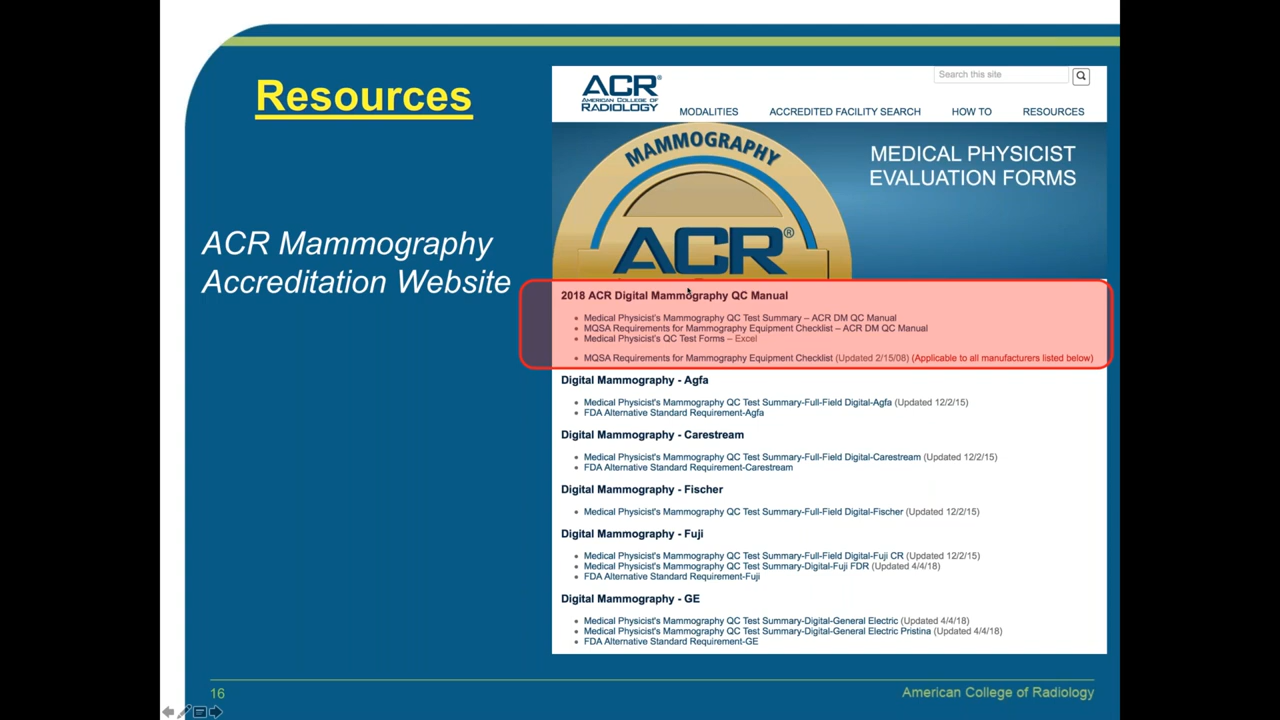 Resources
ACR Mammography
Accreditation Website
ACR®
AMERICAN COLLEGE OF
RADIOLOGY
Search this site
MODALITIES ACCREDITED FACILITY SEARCH HOW TO RESOURCES
MAMMOGRAPHY
ACR®
MEDICAL PHYSICIST
EVALUATION FORMS
2018 ACR Digital Mammography QC Manual
• Medical Physicist's Mammography QC Test Summary – ACR DM QC Manual
• MQSA Requirements for Mammography Equipment Checklist – ACR DM QC Manual
• Medical Physicist's QC Test Forms – Excel
• MQSA Requirements for Mammography Equipment Checklist (Updated 2/15/08) (Applicable to all manufacturers listed below)
Digital Mammography - Agfa
• Medical Physicist's Mammography QC Test Summary-Full-Field Digital-Agfa (Updated 12/2/15)
• FDA Alternative Standard Requirement-Agfa
Digital Mammography - Carestream
• Medical Physicist's Mammography QC Test Summary-Full-Field Digital-Carestream (Updated 12/2/15)
• FDA Alternative Standard Requirement-Carestream
Digital Mammography - Fischer
• Medical Physicist's Mammography QC Test Summary-Full-Field Digital-Fischer (Updated 12/2/15)
Digital Mammography - Fuji
• Medical Physicist's Mammography QC Test Summary-Full-Field Digital-Fuji CR (Updated 12/2/15)
• Medical Physicist's Mammography QC Test Summary-Digital-Fuji FDR (Updated 4/4/18)
• FDA Alternative Standard Requirement-Fuji
Digital Mammography - GE
• Medical Physicist's Mammography QC Test Summary-Digital-General Electric (Updated 4/4/18)
• Medical Physicist's Mammography QC Test Summary-Digital-General Electric Pristina (Updated 4/4/18)
• FDA Alternative Standard Requirement-GE
16
American College of Radiology